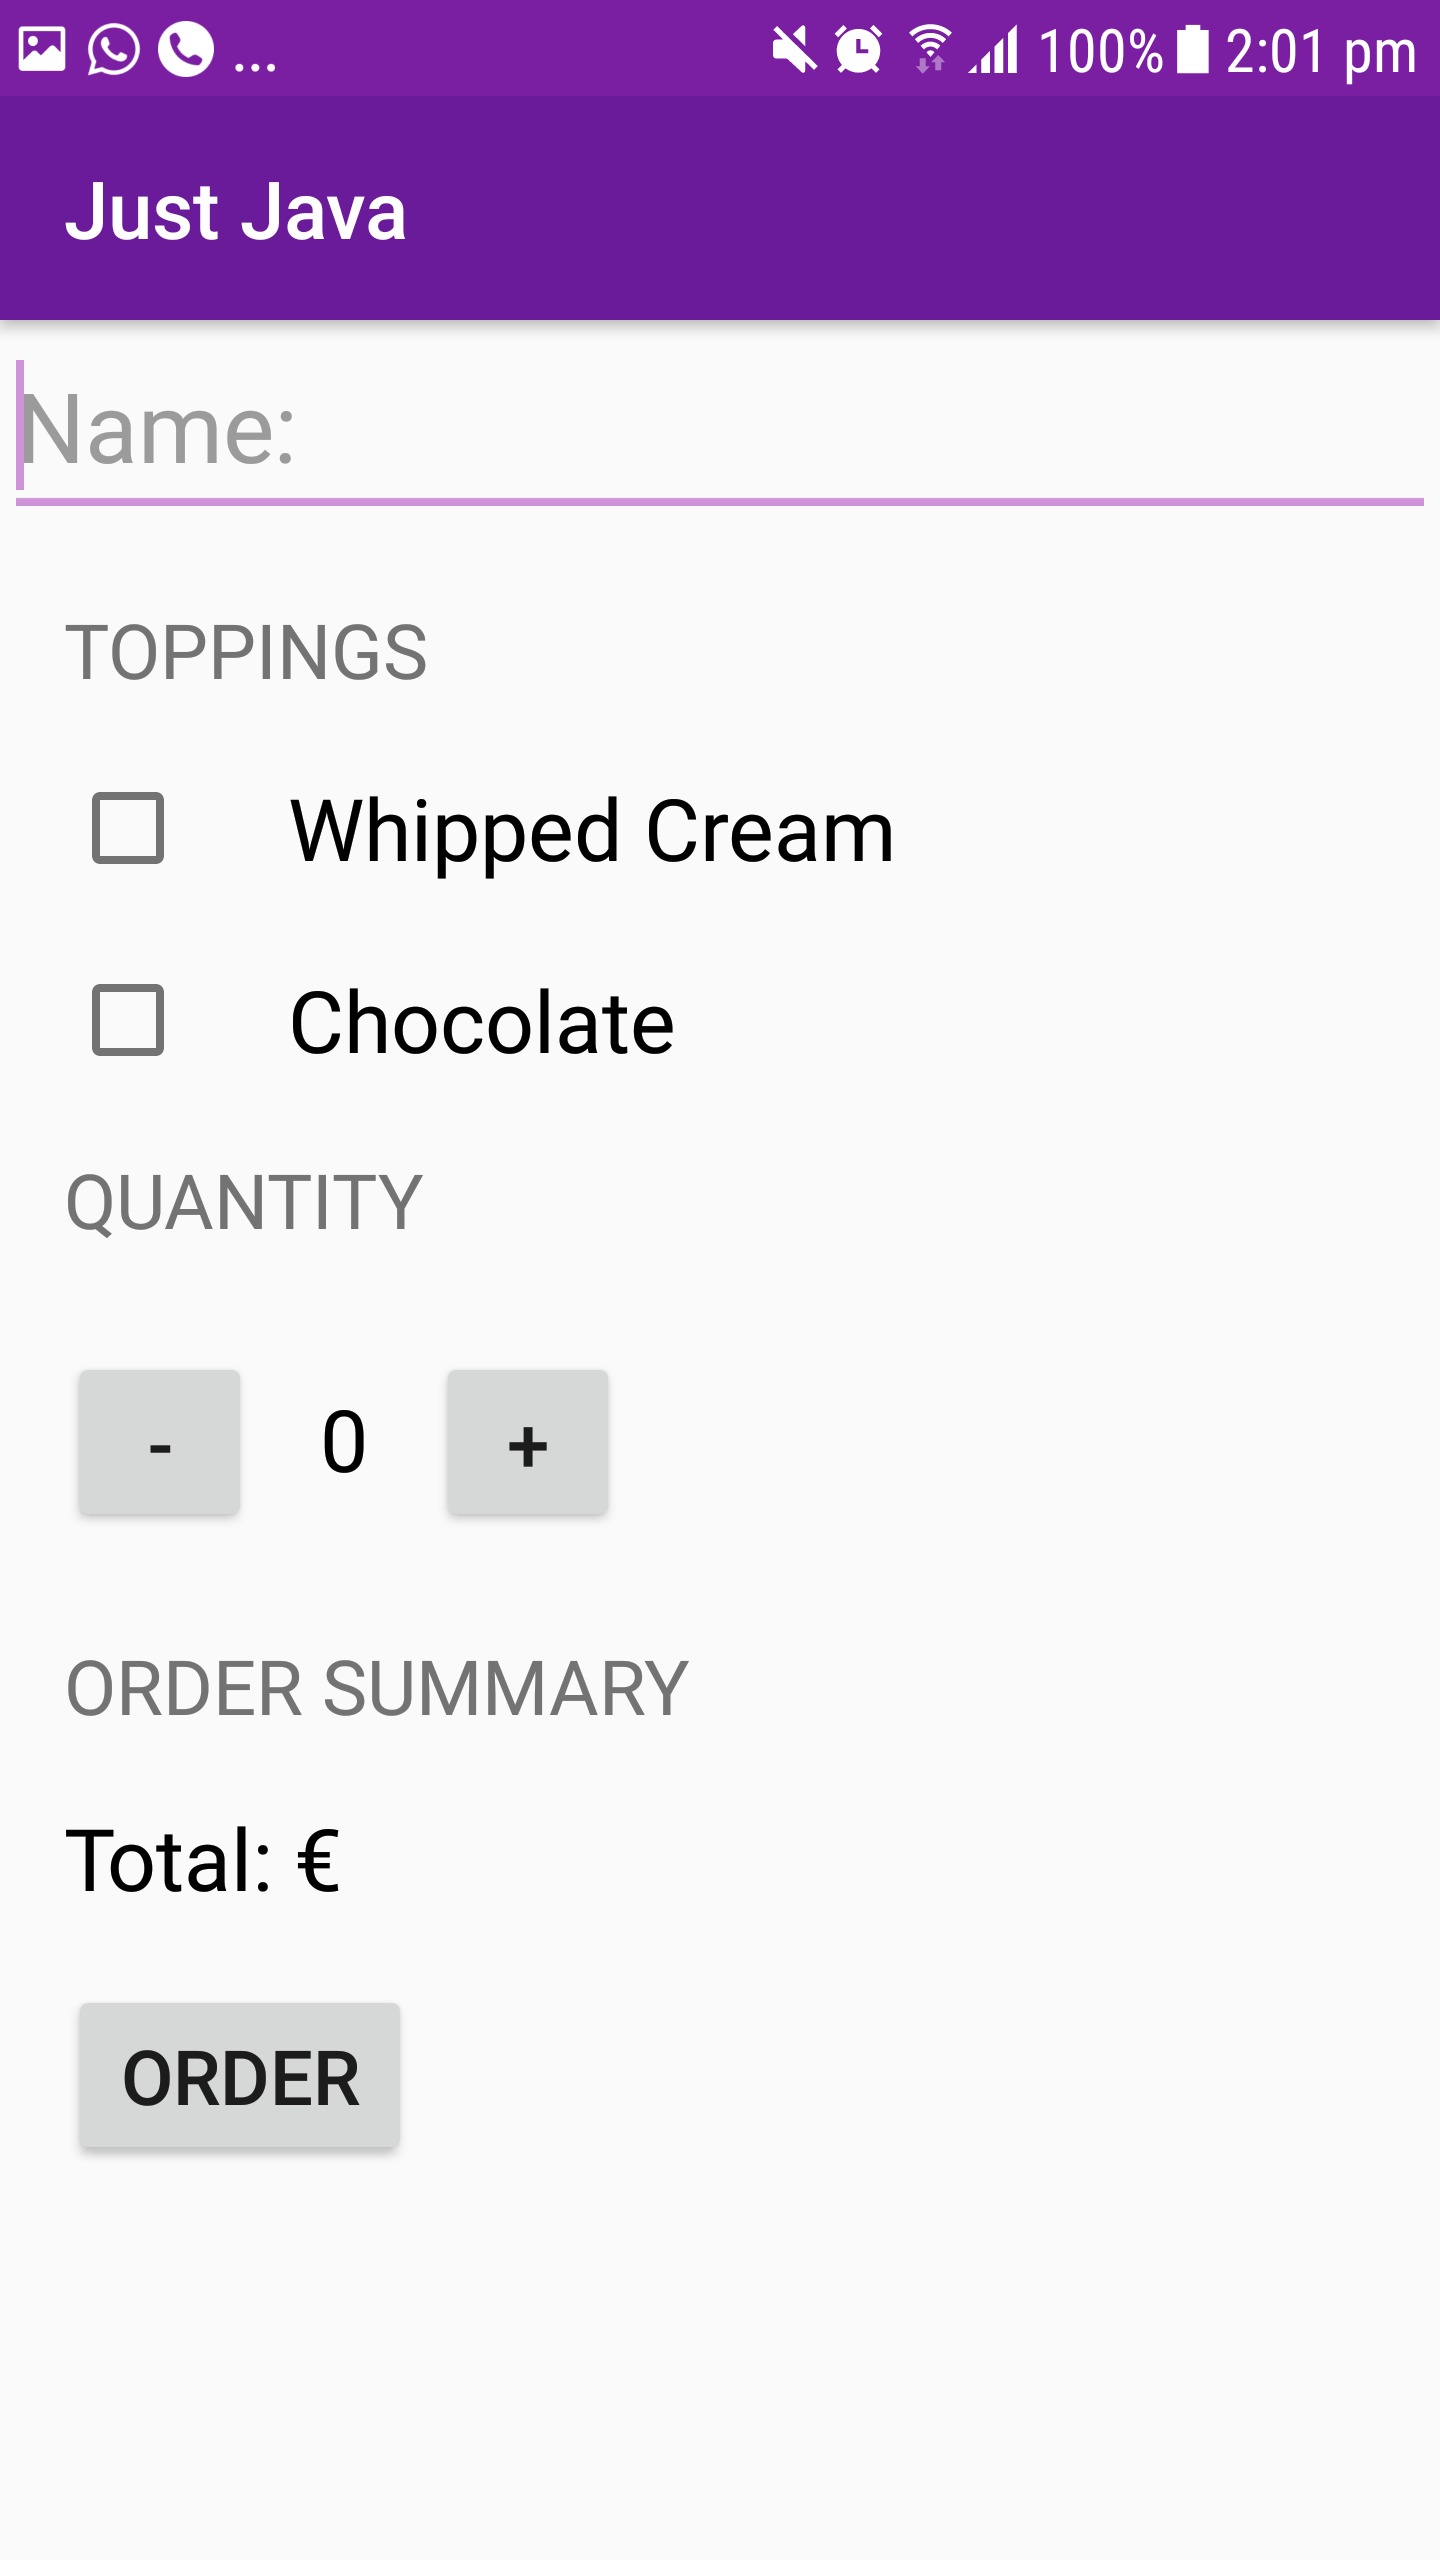 ... 100% 2:01 pm
Just Java
Name:
TOPPINGS
Whipped Cream
Chocolate
QUANTITY
- 0 +
ORDER SUMMARY
Total: €
ORDER